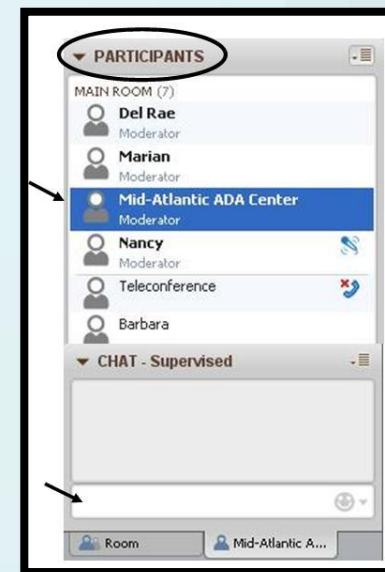 PARTICIPANTS
MAIN ROOM (7)
Del Rae
Moderator
Marian
Moderator
Mid-Atlantic ADA Center
Moderator
Nancy
Moderator
Teleconference
Barbara
CHAT - Supervised
Room
Mid-Atlantic A...